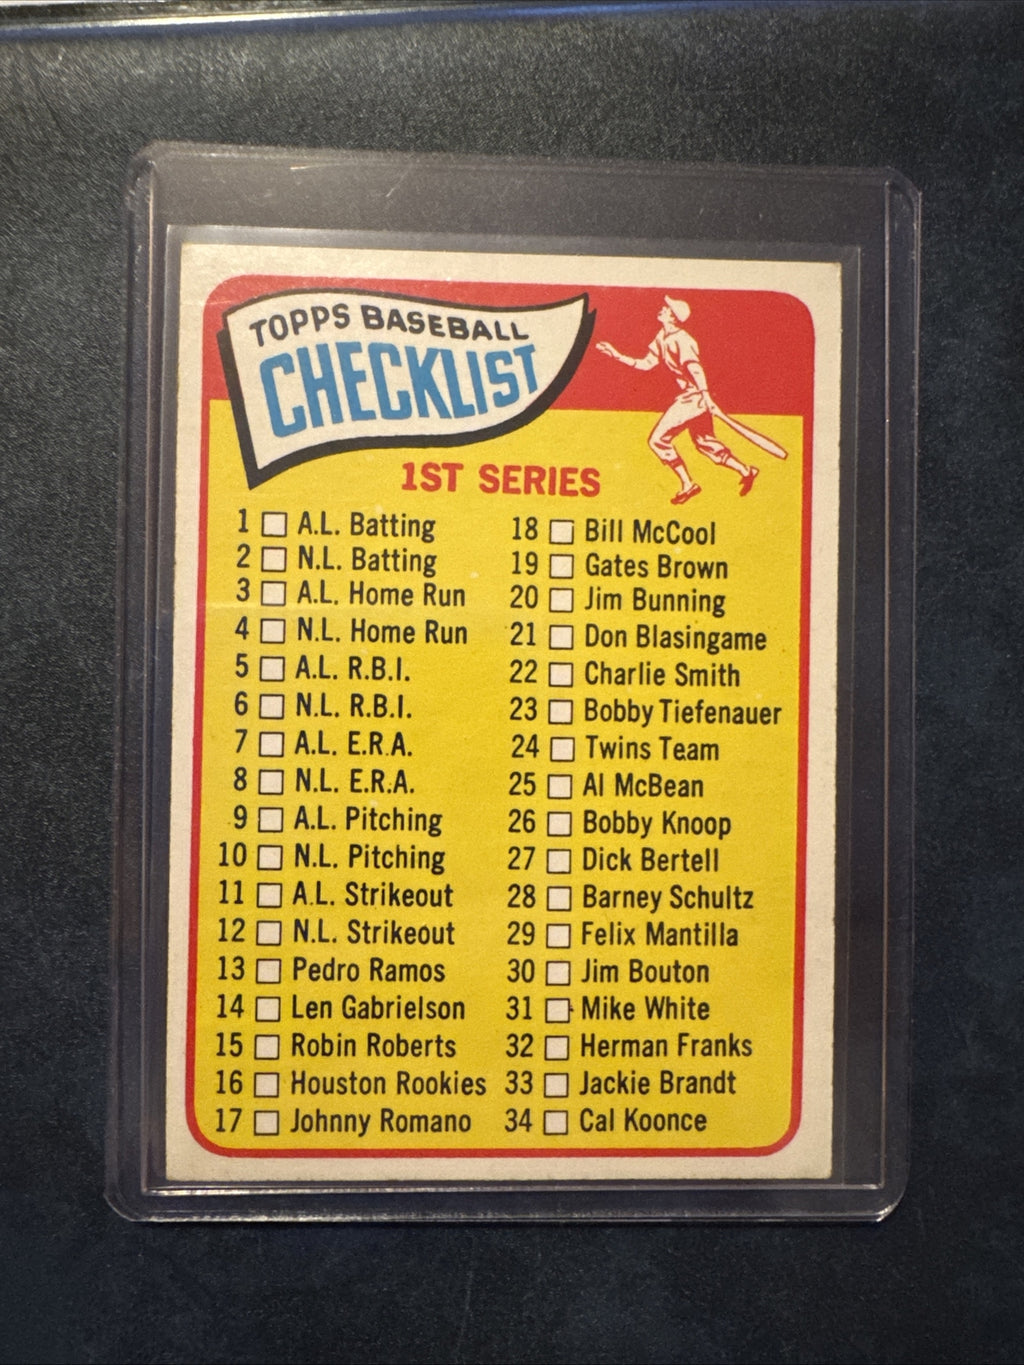 TOPPS BASEBALL
CHECKLIST
1ST SERIES
1 A.L. Batting
2 N.L. Batting
3 A.L. Home Run
4 N.L. Home Run
5 A.L. R.B.I.
6 N.L. R.B.I.
7 A.L. E.R.A.
8 N.L. E.R.A.
9 A.L. Pitching
10 N.L. Pitching
11 A.L. Strikeout
12 N.L. Strikeout
13 Pedro Ramos
14 Len Gabrielson
15 Robin Roberts
16 Houston Rookies
17 Johnny Romano
18 Bill McCool
19 Gates Brown
20 Jim Bunning
21 Don Blasingame
22 Charlie Smith
23 Bobby Tiefenauer
24 Twins Team
25 Al McBean
26 Bobby Knoop
27 Dick Bertell
28 Barney Schultz
29 Felix Mantilla
30 Jim Bouton
31 Mike White
32 Herman Franks
33 Jackie Brandt
34 Cal Koonce